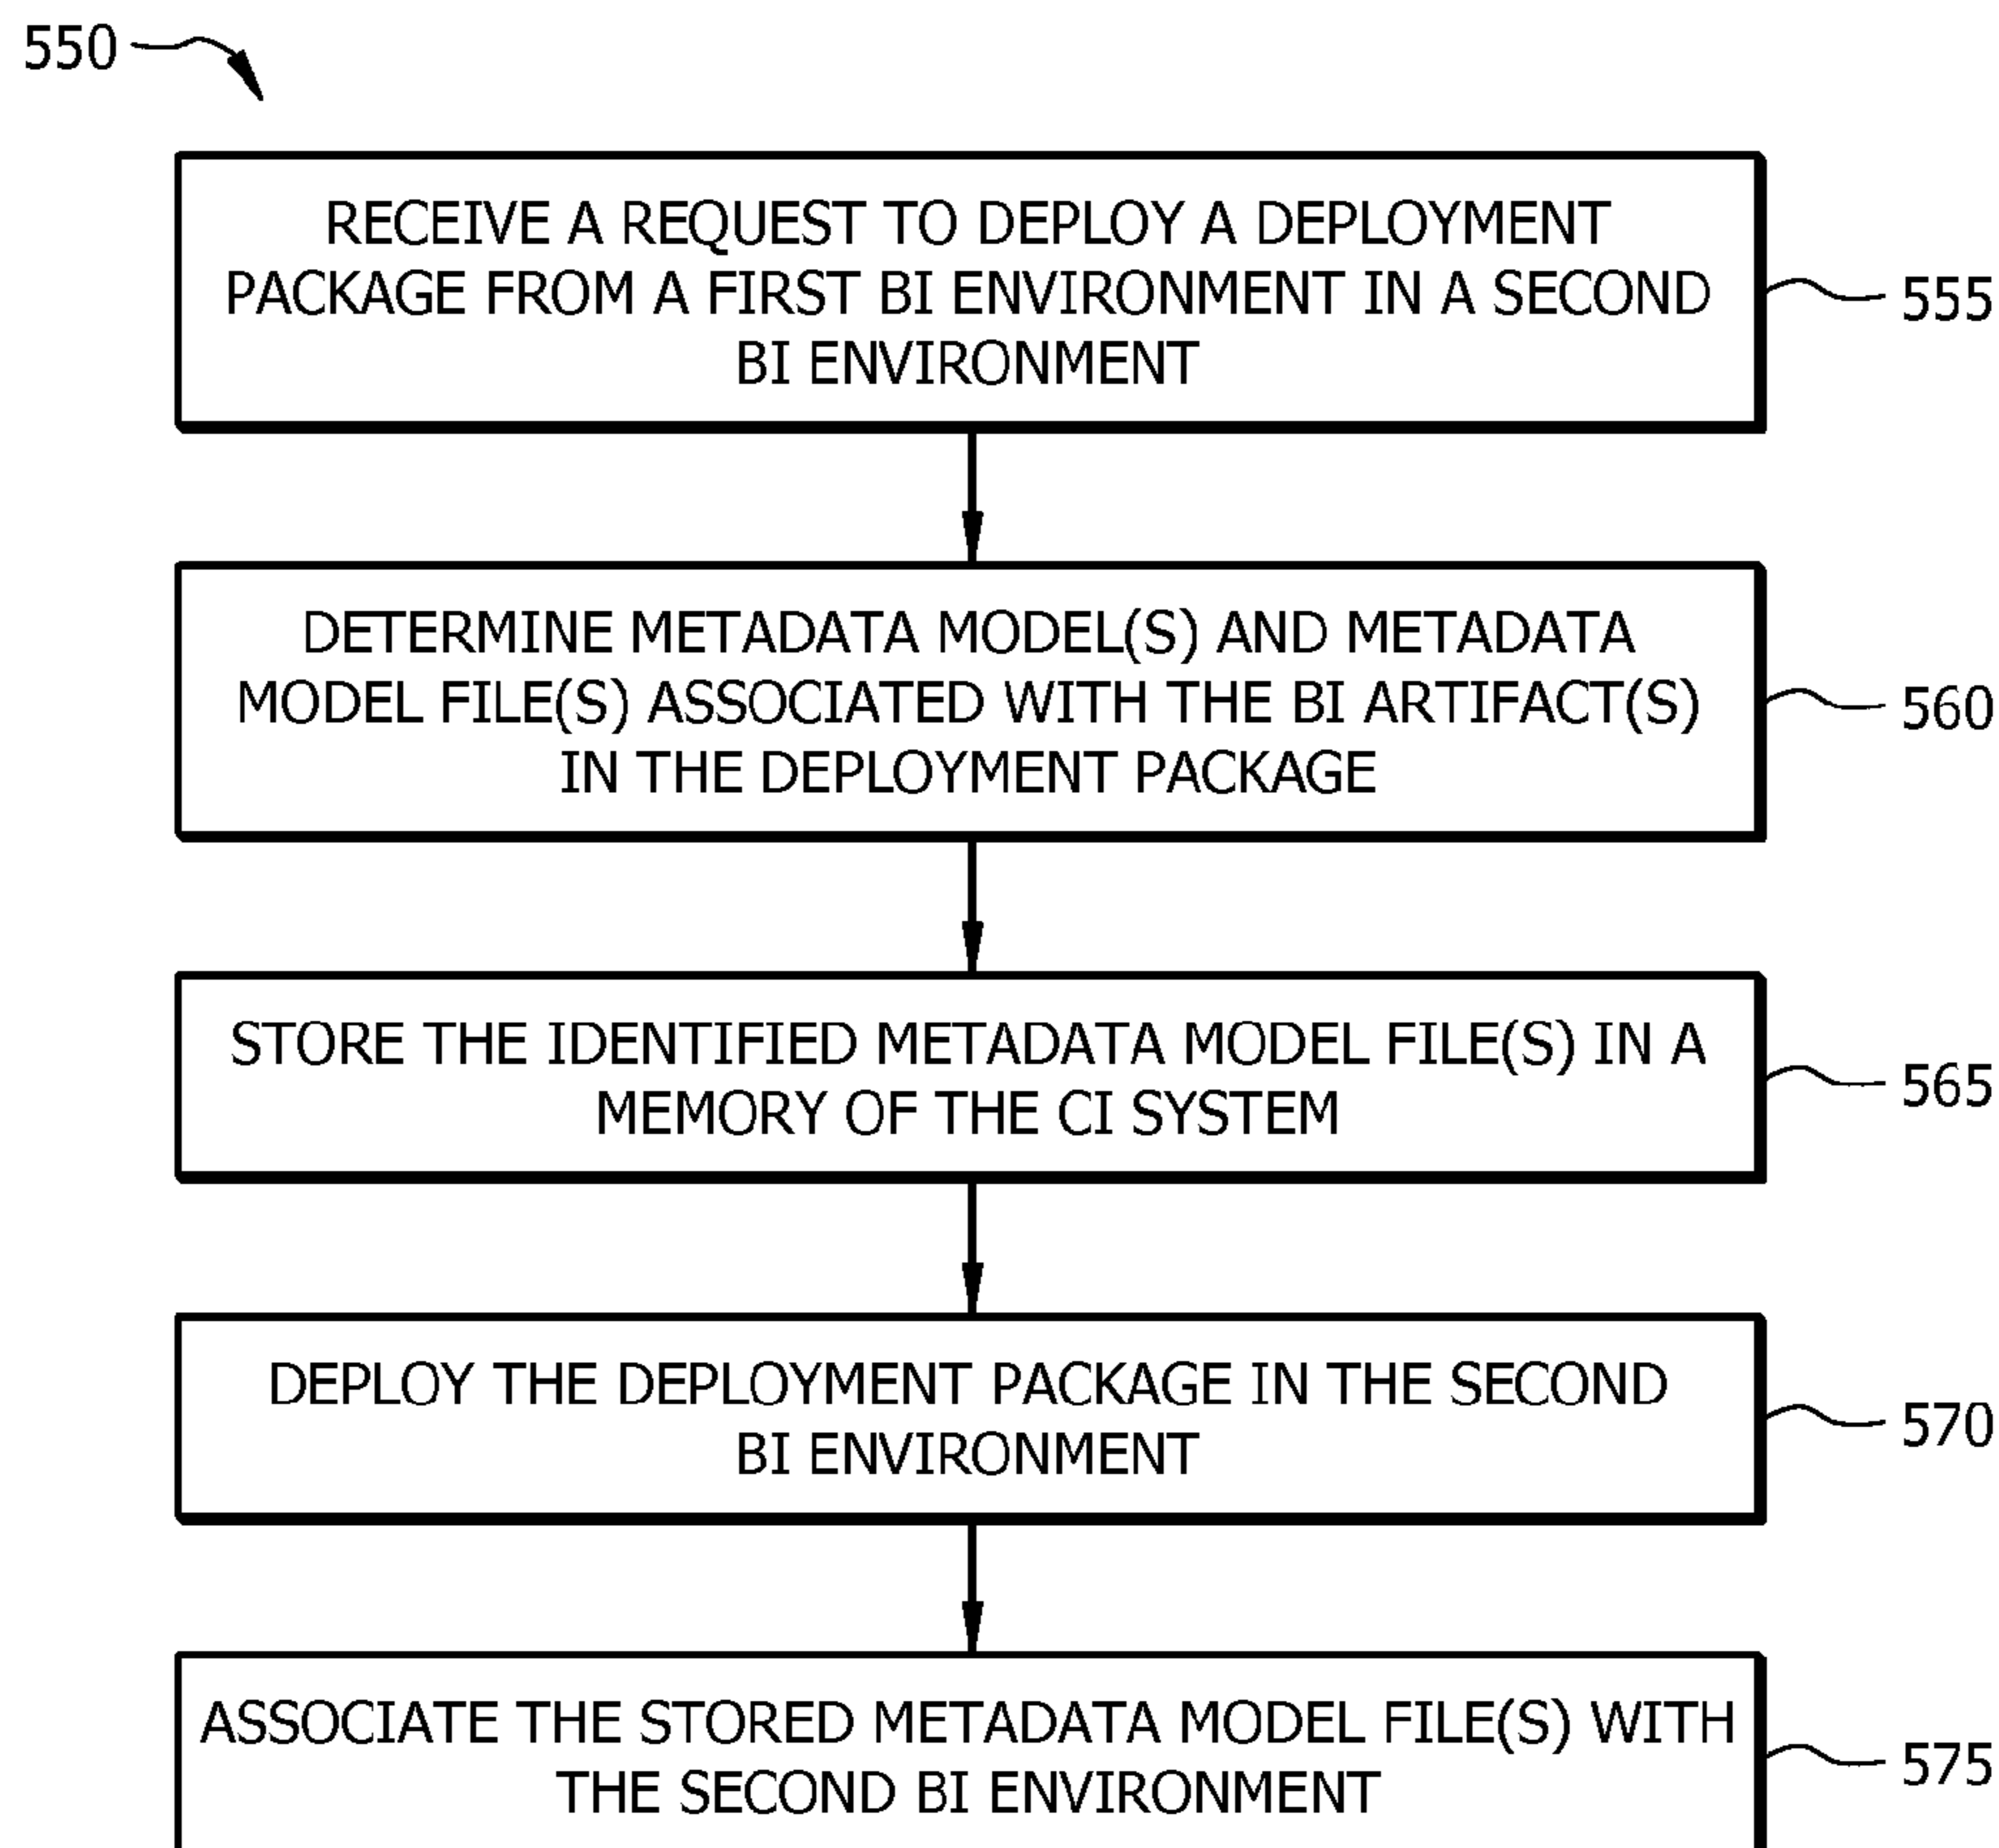 550
RECEIVE A REQUEST TO DEPLOY A DEPLOYMENT
PACKAGE FROM A FIRST BI ENVIRONMENT IN A SECOND
BI ENVIRONMENT
555
DETERMINE METADATA MODEL(S) AND METADATA
MODEL FILE(S) ASSOCIATED WITH THE BI ARTIFACT(S)
IN THE DEPLOYMENT PACKAGE
560
STORE THE IDENTIFIED METADATA MODEL FILE(S) IN A
MEMORY OF THE CI SYSTEM
565
DEPLOY THE DEPLOYMENT PACKAGE IN THE SECOND
BI ENVIRONMENT
570
ASSOCIATE THE STORED METADATA MODEL FILE(S) WITH
THE SECOND BI ENVIRONMENT
575